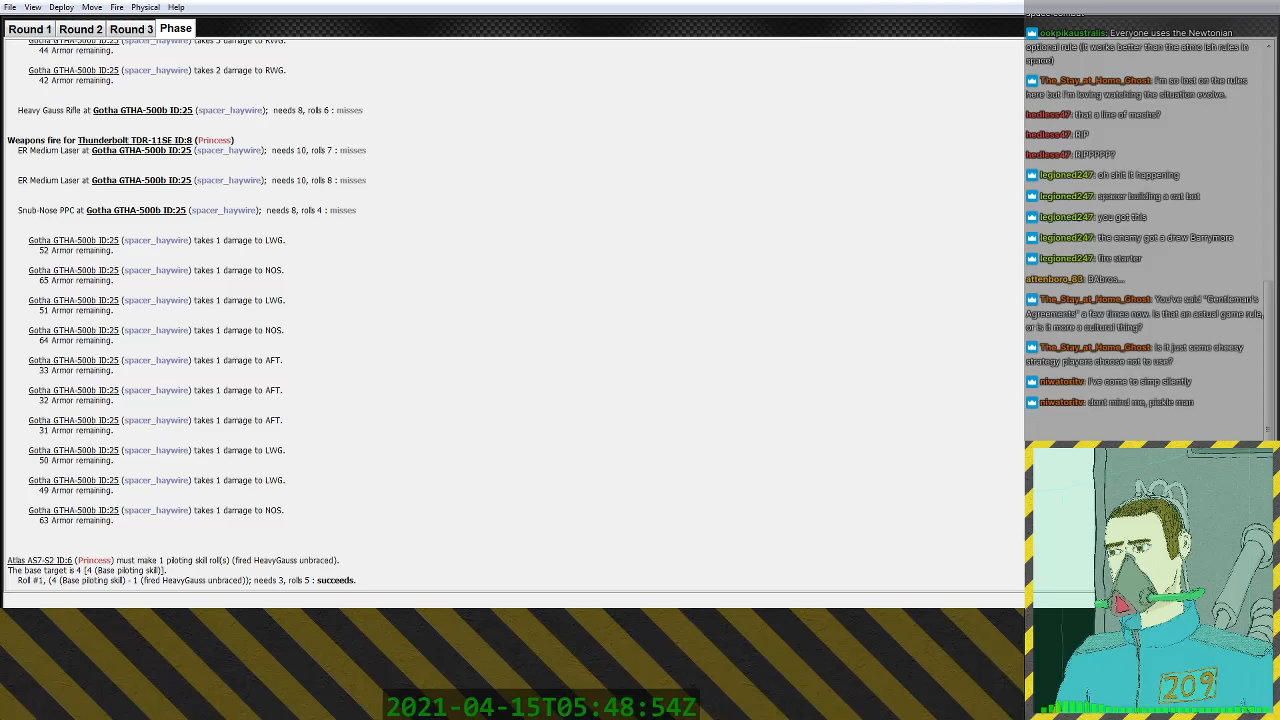 File View Deploy Move Fire Physical Help
Round 1 Round 2 Round 3 Phase
Gotha GTHA-500b ID:25 (spacer_haywire) takes 3 damage to RWG.
44 Armor remaining.
Gotha GTHA-500b ID:25 (spacer_haywire) takes 2 damage to RWG.
42 Armor remaining.
Heavy Gauss Rifle at Gotha GTHA-500b ID:25 (spacer_haywire); needs 8, rolls 6 : misses
Weapons fire for Thunderbolt TDR-11SE ID:8 (Princess)
ER Medium Laser at Gotha GTHA-500b ID:25 (spacer_haywire); needs 10, rolls 7 : misses
ER Medium Laser at Gotha GTHA-500b ID:25 (spacer_haywire); needs 10, rolls 8 : misses
Snub-Nose PPC at Gotha GTHA-500b ID:25 (spacer_haywire); needs 8, rolls 4 : misses
Gotha GTHA-500b ID:25 (spacer_haywire) takes 1 damage to LWG.
52 Armor remaining.
Gotha GTHA-500b ID:25 (spacer_haywire) takes 1 damage to NOS.
65 Armor remaining.
Gotha GTHA-500b ID:25 (spacer_haywire) takes 1 damage to LWG.
51 Armor remaining.
Gotha GTHA-500b ID:25 (spacer_haywire) takes 1 damage to NOS.
64 Armor remaining.
Gotha GTHA-500b ID:25 (spacer_haywire) takes 1 damage to AFT.
33 Armor remaining.
Gotha GTHA-500b ID:25 (spacer_haywire) takes 1 damage to AFT.
32 Armor remaining.
Gotha GTHA-500b ID:25 (spacer_haywire) takes 1 damage to AFT.
31 Armor remaining.
Gotha GTHA-500b ID:25 (spacer_haywire) takes 1 damage to LWG.
50 Armor remaining.
Gotha GTHA-500b ID:25 (spacer_haywire) takes 1 damage to LWG.
49 Armor remaining.
Gotha GTHA-500b ID:25 (spacer_haywire) takes 1 damage to NOS.
63 Armor remaining.
Atlas AS7-S2 ID:6 (Princess) must make 1 piloting skill roll(s) (fired HeavyGauss unbraced).
The base target is 4 [4 (Base piloting skill)].
Roll #1, (4 (Base piloting skill) - 1 (fired HeavyGauss unbraced)); needs 3, rolls 5 : succeeds.
space combat
ookpikaustralis: Everyone uses the Newtonian
optional rule (it works better than the atmo ish rules in
space)
The_Stay_at_Home_Ghost: I'm so lost on the rules
here but I'm loving watching the situation evolve.
hedless47: that a line of mechs?
hedless47: RIP
hedless47: RIPPPPP?
legioned247: oh shit it happening
legioned247: spacer building a cat bot
legioned247: you got this
legioned247: the enemy got a drew Barrymore
legioned247: fire starter
attenboro_83: BAbros...
The_Stay_at_Home_Ghost: You've said "Gentleman's
Agreements" a few times now. Is that an actual game rule,
or is it more a cultural thing?
The_Stay_at_Home_Ghost: Is it just some cheesy
strategy players choose not to use?
niwatoritv: I've come to simp silently
niwatoritv: dont mind me, pickle man
209
2021-04-15T05:48:54Z